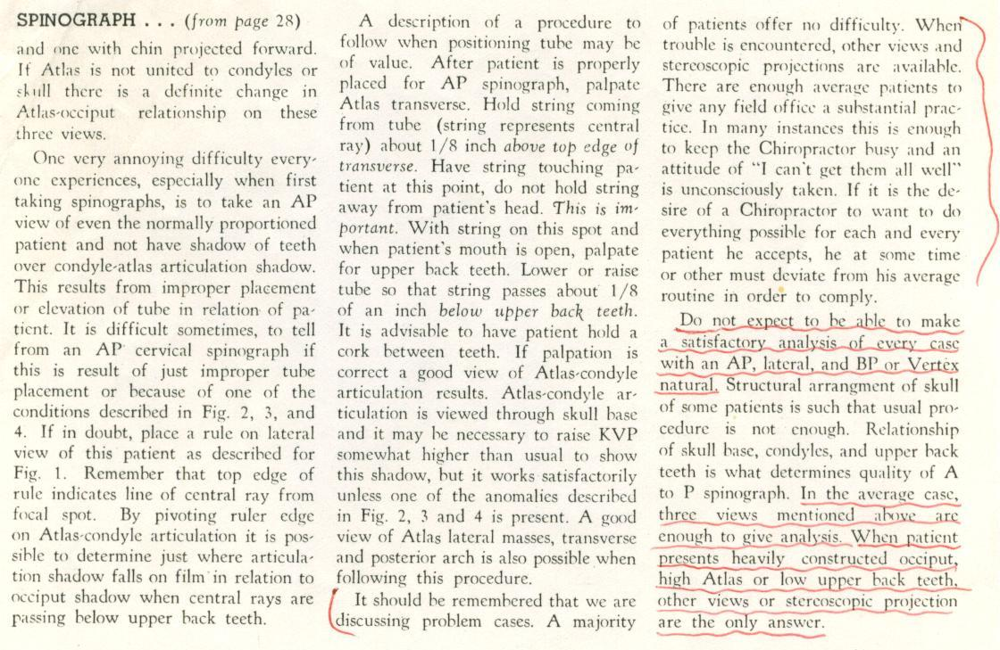 SPINOGRAPH . . . (from page 28)
and one with chin projected forward.
If Atlas is not united to condyles or
skull there is a definite change in
Atlas-occiput relationship on these
three views.
One very annoying difficulty every-
one experiences, especially when first
taking spinographs, is to take an AP
view of even the normally proportioned
patient and not have shadow of teeth
over condyle-atlas articulation shadow.
This results from improper placement
or elevation of tube in relation of pa-
tient. It is difficult sometimes, to tell
from an AP cervical spinograph if
this is result of just improper tube
placement or because of one of the
conditions described in Fig. 2, 3, and
4. If in doubt, place a rule on lateral
view of this patient as described for
Fig. 1. Remember that top edge of
rule indicates line of central ray from
focal spot. By pivoting ruler edge
on Atlas-condyle articulation it is pos-
sible to determine just where articula-
tion shadow falls on film in relation to
occiput shadow when central rays are
passing below upper back teeth.
A description of a procedure to
follow when positioning tube may be
of value. After patient is properly
placed for AP spinograph, palpate
Atlas transverse. Hold string coming
from tube (string represents central
ray) about 1/8 inch above top edge of
transverse. Have string touching pa-
tient at this point, do not hold string
away from patient's head. This is im-
portant. With string on this spot and
when patient's mouth is open, palpate
for upper back teeth. Lower or raise
tube so that string passes about 1/8
of an inch below upper back teeth.
It is advisable to have patient hold a
cork between teeth. If palpation is
correct a good view of Atlas-condyle
articulation results. Atlas-condyle ar-
ticulation is viewed through skull base
and it may be necessary to raise KVP
somewhat higher than usual to show
this shadow, but it works satisfactorily
unless one of the anomalies described
in Fig. 2, 3 and 4 is present. A good
view of Atlas lateral masses, transverse
and posterior arch is also possible when
following this procedure.
It should be remembered that we are
discussing problem cases. A majority
of patients offer no difficulty. When
trouble is encountered, other views and
stereoscopic projections are available.
There are enough average patients to
give any field office a substantial prac-
tice. In many instances this is enough
to keep the Chiropractor busy and an
attitude of "I can't get them all well"
is unconsciously taken. If it is the de-
sire of a Chiropractor to want to do
everything possible for each and every
patient he accepts, he at some time
or other must deviate from his average
routine in order to comply.
Do not expect to be able to make
a satisfactory analysis of every case
with an AP, lateral, and BP or Vertex
natural. Structural arrangment of skull
of some patients is such that usual pro-
cedure is not enough. Relationship
of skull base, condyles, and upper back
teeth is what determines quality of A
to P spinograph. In the average case,
three views mentioned above are
enough to give analysis. When patient
presents heavily constructed occiput,
high Atlas or low upper back teeth,
other views or stereoscopic projection
are the only answer.